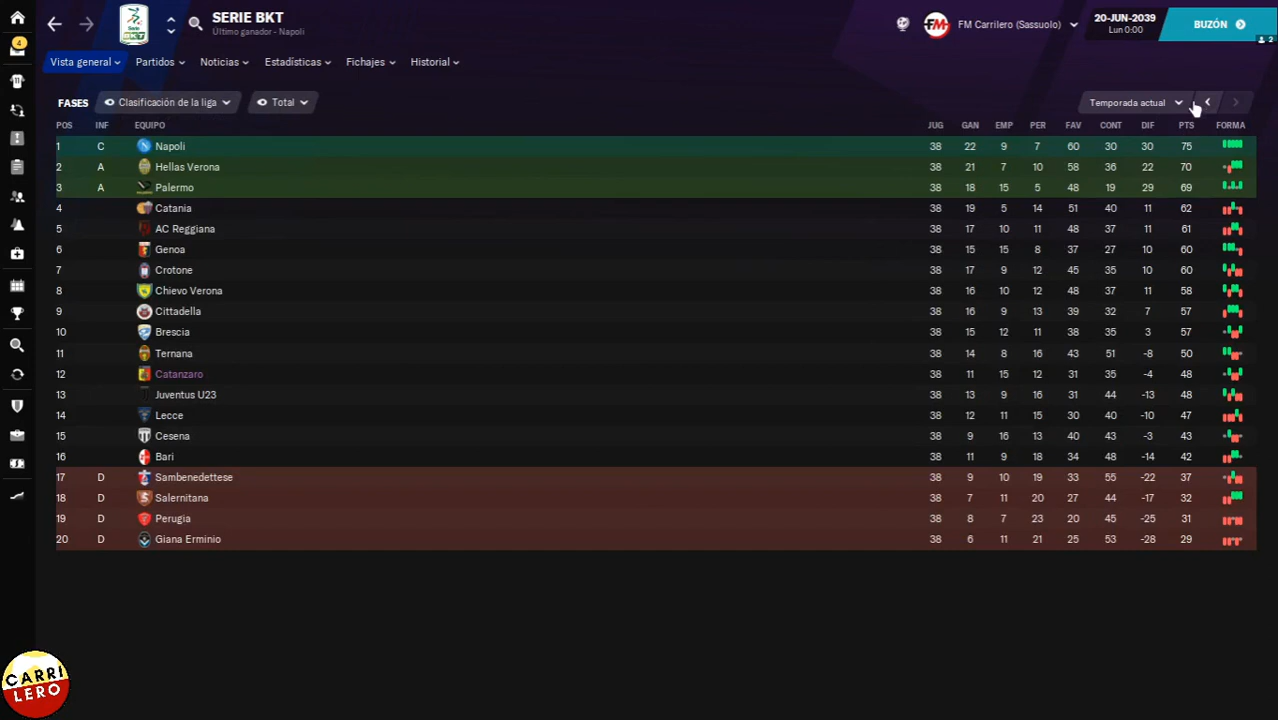 SERIE BKT
Último ganador - Napoli
FM Carrilero (Sassuolo)
20-JUN-2039
Lun 0:00
BUZÓN
2
4
Vista general Partidos Noticias Estadísticas Fichajes Historial
FASES Clasificación de la liga Total Temporada actual
POS INF EQUIPO JUG GAN EMP PER FAV CONT DIF PTS FORMA
1 C Napoli 38 22 9 7 60 30 30 75
2 A Hellas Verona 38 21 7 10 58 36 22 70
3 A Palermo 38 18 15 5 48 19 29 69
4 Catania 38 19 5 14 51 40 11 62
5 AC Reggiana 38 17 10 11 48 37 11 61
6 Genoa 38 15 15 8 37 27 10 60
7 Crotone 38 17 9 12 45 35 10 60
8 Chievo Verona 38 16 10 12 48 37 11 58
9 Cittadella 38 16 9 13 39 32 7 57
10 Brescia 38 15 12 11 38 35 3 57
11 Ternana 38 14 8 16 43 51 -8 50
12 Catanzaro 38 11 15 12 31 35 -4 48
13 Juventus U23 38 13 9 16 31 44 -13 48
14 Lecce 38 12 11 15 30 40 -10 47
15 Cesena 38 9 16 13 40 43 -3 43
16 Bari 38 11 9 18 34 48 -14 42
17 D Sambenedettese 38 9 10 19 33 55 -22 37
18 D Salernitana 38 7 11 20 27 44 -17 32
19 D Perugia 38 8 7 23 20 45 -25 31
20 D Giana Erminio 38 6 11 21 25 53 -28 29
CARRI
LERO